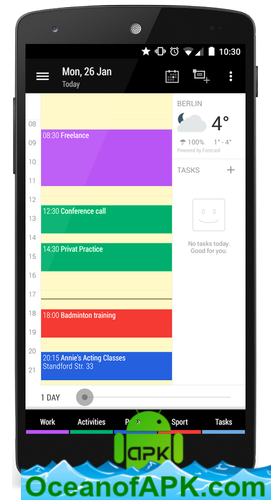 10:30
Mon, 26 Jan
Today
BERLIN
4°
100% 1° - 4°
Powered by Forecast
TASKS +
No tasks today.
Good for you.
08
08:30 Freelance
09
10
11
12
12:30 Conference call
13
14
14:30 Privat Practice
15
16
17
18
18:00 Badminton training
19
20
20:15 Annie's Acting Classes
Standford Str. 33
21
1 DAY
Work Activities Sport Tasks
apk
OceanofAPK.com